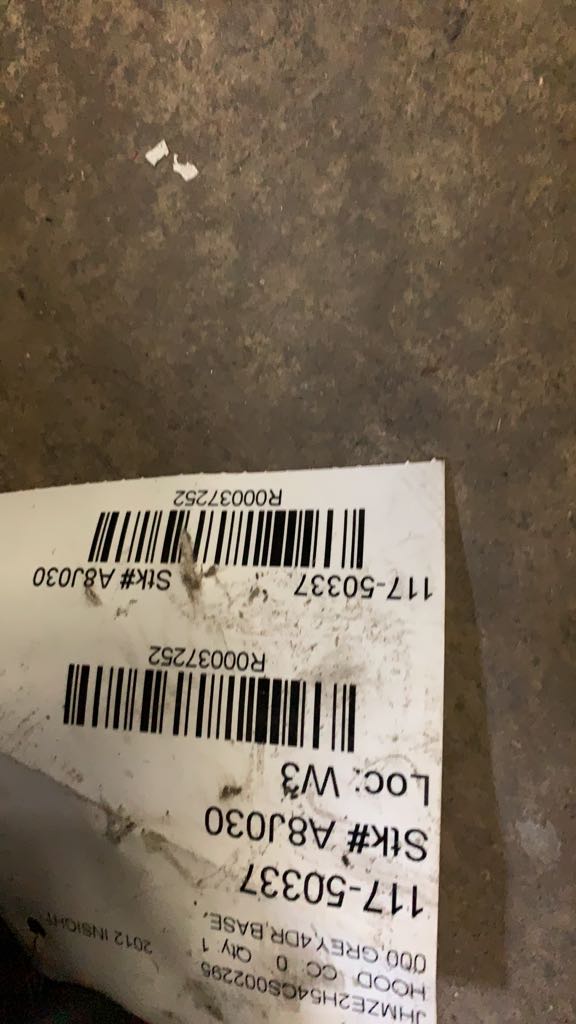 JHMZE2H54CS002295
HOOD CC 0 Qty 1 2012 INSIGHT
000,GREY,4DR,BASE,
117-50337
Stk# A8J030
Loc: W3
R00037252
117-50337 Stk# A8J030
R00037252